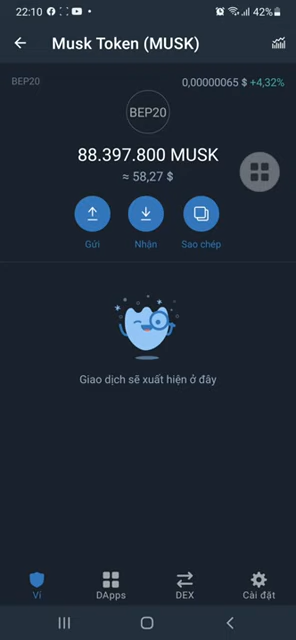 22:10
42%
Musk Token (MUSK)
BEP20
0,00000065 $ +4,32%
BEP20
88.397.800 MUSK
≈ 58,27 $
Gửi Nhận Sao chép
Giao dịch sẽ xuất hiện ở đây
Ví DApps DEX Cài đặt